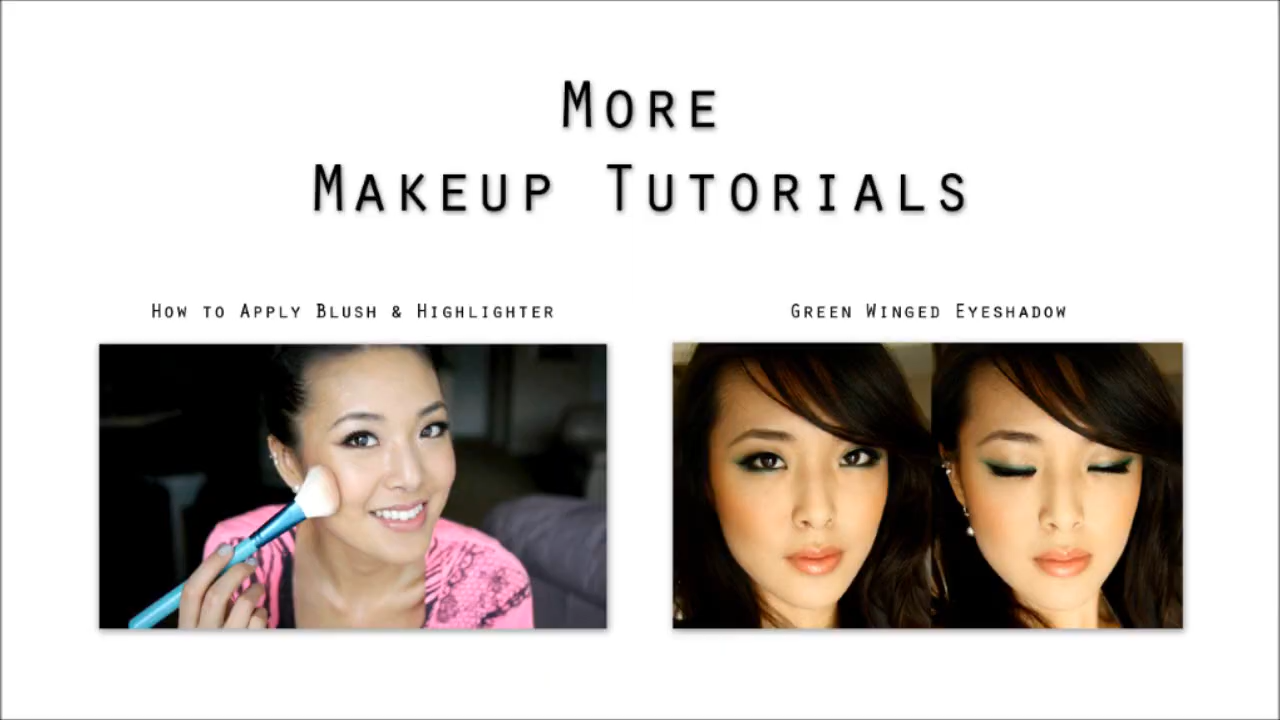 More
Makeup Tutorials
How to Apply Blush & Highlighter
Green Winged Eyeshadow